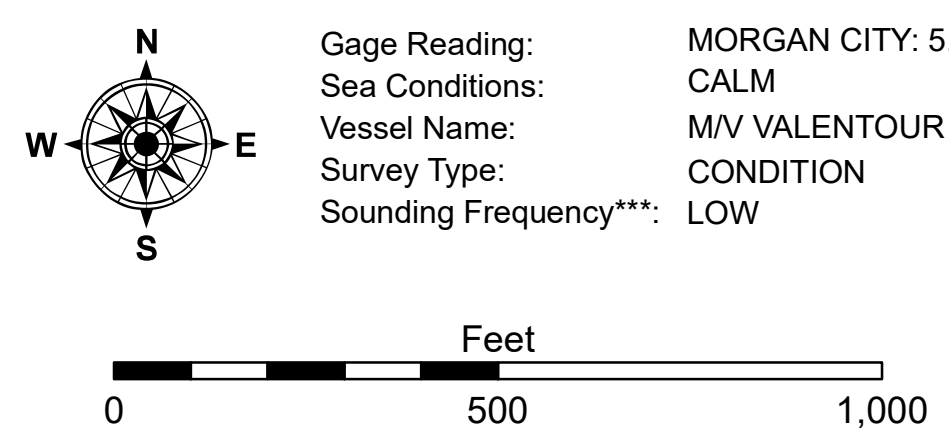 N
W E
S
Gage Reading: MORGAN CITY: 5.
Sea Conditions: CALM
Vessel Name: M/V VALENTOUR
Survey Type: CONDITION
Sounding Frequency***: LOW
Feet
0 500 1,000